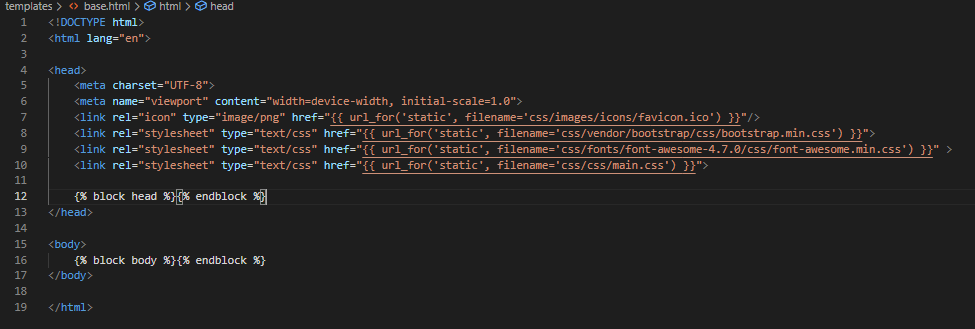 templates > <> base.html > html > head
1 <!DOCTYPE html>
2 <html lang="en">
3
4 <head>
5     <meta charset="UTF-8">
6     <meta name="viewport" content="width=device-width, initial-scale=1.0">
7     <link rel="icon" type="image/png" href="{{ url_for('static', filename='css/images/icons/favicon.ico') }}"/>
8     <link rel="stylesheet" type="text/css" href="{{ url_for('static', filename='css/vendor/bootstrap/css/bootstrap.min.css') }}">
9     <link rel="stylesheet" type="text/css" href="{{ url_for('static', filename='css/fonts/font-awesome-4.7.0/css/font-awesome.min.css') }}" >
10     <link rel="stylesheet" type="text/css" href="{{ url_for('static', filename='css/css/main.css') }}">
11
12     {% block head %}{% endblock %}
13 </head>
14
15 <body>
16     {% block body %}{% endblock %}
17 </body>
18
19 </html>